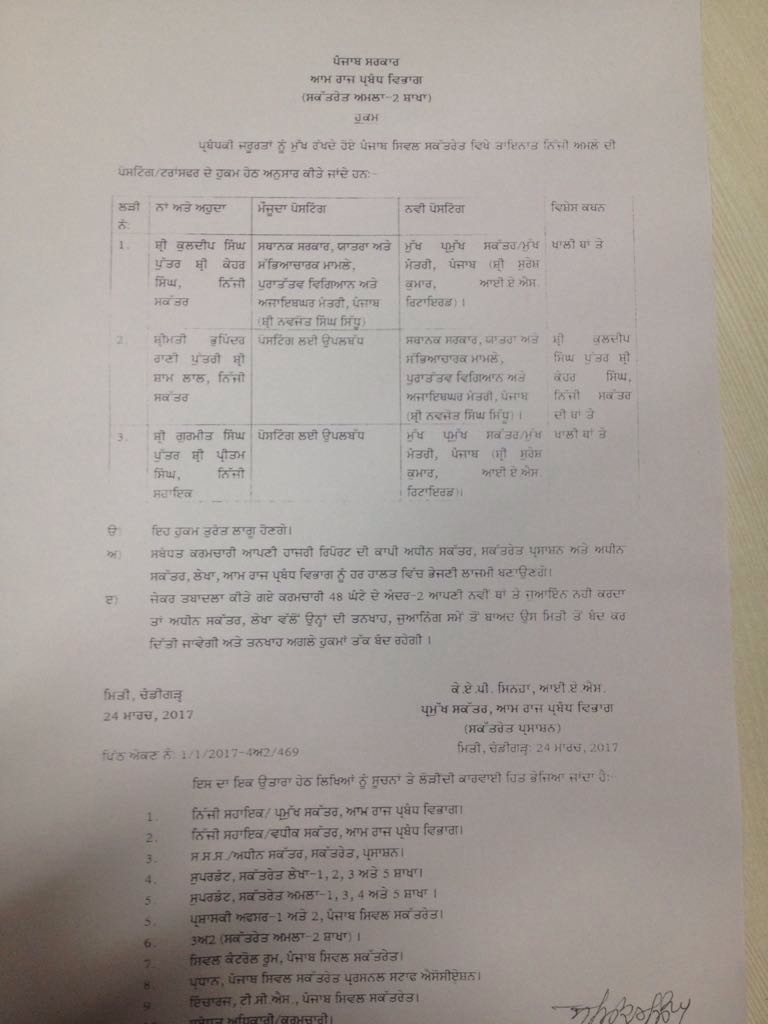 ਪੰਜਾਬ ਸਰਕਾਰ
ਆਮ ਰਾਜ ਪ੍ਰਬੰਧ ਵਿਭਾਗ
(ਸਕੱਤਰੇਤ ਅਮਲਾ-2 ਸ਼ਾਖਾ)
ਹੁਕਮ
ਪ੍ਰਬੰਧਕੀ ਜਰੂਰਤਾਂ ਨੂੰ ਮੁੱਖ ਰੱਖਦੇ ਹੋਏ ਪੰਜਾਬ ਸਿਵਲ ਸਕੱਤਰੇਤ ਵਿਖੇ ਤਾਇਨਾਤ ਨਿੱਜੀ ਅਮਲੇ ਦੀ
ਪੋਸਟਿੰਗ/ਟਰਾਂਸਫਰ ਦੇ ਹੁਕਮ ਹੇਠ ਅਨੁਸਾਰ ਕੀਤੇ ਜਾਂਦੇ ਹਨ:-
ਲੜੀ ਨੰ: ਨਾਂ ਅਤੇ ਅਹੁਦਾ ਮੌਜੂਦਾ ਪੋਸਟਿੰਗ ਨਵੀਂ ਪੋਸਟਿੰਗ ਵਿਸ਼ੇਸ ਕਥਨ
1. ਸ਼੍ਰੀ ਕੁਲਦੀਪ ਸਿੰਘ ਸਥਾਨਕ ਸਰਕਾਰ, ਯਾਤਰਾ ਅਤੇ ਮੁੱਖ ਪ੍ਰਮੁੱਖ ਸਕੱਤਰ/ਮੁੱਖ ਖਾਲੀ ਥਾਂ ਤੇ
ਪੁੱਤਰ ਸ਼੍ਰੀ ਕੇਹਰ ਸੱਭਿਆਚਾਰਕ ਮਾਮਲੇ, ਮੰਤਰੀ, ਪੰਜਾਬ (ਸ਼੍ਰੀ ਸੁਰੇਸ਼
ਸਿੰਘ, ਨਿੱਜੀ ਪੁਰਾਤੱਤਵ ਵਿਗਿਆਨ ਅਤੇ ਕੁਮਾਰ, ਆਈ ਏ ਐਸ.
ਸਕੱਤਰ ਅਜਾਇਬਘਰ ਮੰਤਰੀ, ਪੰਜਾਬ ਰਿਟਾਇਰਡ) ।
(ਸ਼੍ਰੀ ਨਵਜੋਤ ਸਿੰਘ ਸਿੱਧੂ)
2. ਸ਼੍ਰੀਮਤੀ ਭੁਪਿੰਦਰ ਪੋਸਟਿੰਗ ਲਈ ਉਪਲਬੱਧ ਸਥਾਨਕ ਸਰਕਾਰ, ਯਾਤਰਾ ਅਤੇ ਸ਼੍ਰੀ ਕੁਲਦੀਪ
ਰਾਣੀ ਪੁੱਤਰੀ ਸ਼੍ਰੀ ਸੱਭਿਆਚਾਰਕ ਮਾਮਲੇ, ਸਿੰਘ ਪੁੱਤਰ ਸ਼੍ਰੀ
ਸ਼ਾਮ ਲਾਲ, ਨਿੱਜੀ ਪੁਰਾਤੱਤਵ ਵਿਗਿਆਨ ਅਤੇ ਕੇਹਰ ਸਿੰਘ,
ਸਕੱਤਰ ਅਜਾਇਬਘਰ ਮੰਤਰੀ, ਪੰਜਾਬ ਨਿੱਜੀ ਸਕੱਤਰ
(ਸ਼੍ਰੀ ਨਵਜੋਤ ਸਿੰਘ ਸਿੱਧੂ) । ਦੀ ਥਾਂ ਤੇ
3. ਸ਼੍ਰੀ ਗੁਰਮੀਤ ਸਿੰਘ ਪੋਸਟਿੰਗ ਲਈ ਉਪਲਬੱਧ ਮੁੱਖ ਪ੍ਰਮੁੱਖ ਸਕੱਤਰ/ਮੁੱਖ ਖਾਲੀ ਥਾਂ ਤੇ
ਪੁੱਤਰ ਸ਼੍ਰੀ ਪ੍ਰੀਤਮ ਮੰਤਰੀ, ਪੰਜਾਬ (ਸ਼੍ਰੀ ਸੁਰੇਸ਼
ਸਿੰਘ, ਨਿੱਜੀ ਕੁਮਾਰ, ਆਈ ਏ ਐਸ.
ਸਹਾਇਕ ਰਿਟਾਇਰਡ)।
ੳ) ਇਹ ਹੁਕਮ ਤੁਰੰਤ ਲਾਗੂ ਹੋਣਗੇ।
ਅ) ਸਬੰਧਤ ਕਰਮਚਾਰੀ ਆਪਣੀ ਹਾਜਰੀ ਰਿਪੋਰਟ ਦੀ ਕਾਪੀ ਅਧੀਨ ਸਕੱਤਰ, ਸਕੱਤਰੇਤ ਪ੍ਰਸਾਸ਼ਨ ਅਤੇ ਅਧੀਨ
ਸਕੱਤਰ, ਲੇਖਾ, ਆਮ ਰਾਜ ਪ੍ਰਬੰਧ ਵਿਭਾਗ ਨੂੰ ਹਰ ਹਾਲਤ ਵਿੱਚ ਭੇਜਣੀ ਲਾਜਮੀ ਬਣਾਉਣਗੇ।
ੲ) ਜੇਕਰ ਤਬਾਦਲਾ ਕੀਤੇ ਗਏ ਕਰਮਚਾਰੀ 48 ਘੰਟੇ ਦੇ ਅੰਦਰ-2 ਆਪਣੀ ਨਵੀਂ ਥਾਂ ਤੇ ਜੁਆਇੰਨ ਨਹੀ ਕਰਦਾ
ਤਾਂ ਅਧੀਨ ਸਕੱਤਰ, ਲੇਖਾ ਵੱਲੋਂ ਉਨ੍ਹਾਂ ਦੀ ਤਨਖਾਹ, ਜੁਆਨਿੰਗ ਸਮੇਂ ਤੋਂ ਬਾਅਦ ਉਸ ਮਿਤੀ ਤੋਂ ਬੰਦ ਕਰ
ਦਿੱਤੀ ਜਾਵੇਗੀ ਅਤੇ ਤਨਖਾਹ ਅਗਲੇ ਹੁਕਮਾਂ ਤੱਕ ਬੰਦ ਰਹੇਗੀ ।
ਮਿਤੀ, ਚੰਡੀਗੜ੍ਹ ਕੇ.ਏ.ਪੀ. ਸਿਨਹਾ, ਆਈ.ਏ.ਐਸ.
24 ਮਾਰਚ, 2017 ਪ੍ਰਮੁੱਖ ਸਕੱਤਰ, ਆਮ ਰਾਜ ਪ੍ਰਬੰਧ ਵਿਭਾਗ
(ਸਕੱਤਰੇਤ ਪ੍ਰਸਾਸ਼ਨ)
ਪਿੱਠ ਅੰਕਣ ਨੰ: 1/1/2017-4ਅ2/469 ਮਿਤੀ, ਚੰਡੀਗੜ੍ਹ: 24 ਮਾਰਚ, 2017
ਇਸ ਦਾ ਇਕ ਉਤਾਰਾ ਹੇਠ ਲਿਖਿਆਂ ਨੂੰ ਸੂਚਨਾਂ ਤੇ ਲੋੜੀਦੀ ਕਾਰਵਾਈ ਹਿਤ ਭੇਜਿਆ ਜਾਂਦਾ ਹੈ:-
1. ਨਿੱਜੀ ਸਹਾਇਕ/ ਪ੍ਰਮੁੱਖ ਸਕੱਤਰ, ਆਮ ਰਾਜ ਪ੍ਰਬੰਧ ਵਿਭਾਗ।
2. ਨਿੱਜੀ ਸਹਾਇਕ/ਵਧੀਕ ਸਕੱਤਰ, ਆਮ ਰਾਜ ਪ੍ਰਬੰਧ ਵਿਭਾਗ।
3. ਸ.ਸ.ਸ./ਅਧੀਨ ਸਕੱਤਰ, ਸਕੱਤਰੇਤ, ਪ੍ਰਸਾਸ਼ਨ।
4. ਸੁਪਰਡੰਟ, ਸਕੱਤਰੇਤ ਲੇਖਾ-1, 2, 3 ਅਤੇ 5 ਸ਼ਾਖਾ।
5 ਸੁਪਰਡੰਟ, ਸਕੱਤਰੇਤ ਅਮਲਾ-1, 3, 4 ਅਤੇ 5 ਸ਼ਾਖਾ ।
5. ਪ੍ਰਸ਼ਾਸਕੀ ਅਫਸਰ-1 ਅਤੇ 2, ਪੰਜਾਬ ਸਿਵਲ ਸਕੱਤਰੇਤ।
6. 3ਅ2 (ਸਕੱਤਰੇਤ ਅਮਲਾ-2 ਸ਼ਾਖਾ) ।
7. ਸਿਵਲ ਕੰਟਰੋਲ ਰੂਮ, ਪੰਜਾਬ ਸਿਵਲ ਸਕੱਤਰੇਤ।
8. ਪ੍ਰਧਾਨ, ਪੰਜਾਬ ਸਿਵਲ ਸਕੱਤਰੇਤ ਪ੍ਰਸਨਲ ਸਟਾਫ ਐਸੋਸੀਏਸ਼ਨ।
9. ਇੰਚਾਰਜ, ਟੀ.ਸੀ.ਐਸ., ਪੰਜਾਬ ਸਿਵਲ ਸਕੱਤਰੇਤ।
ਸਬੰਧਤ ਅਧਿਕਾਰੀ/ਕਰਮਚਾਰੀ।